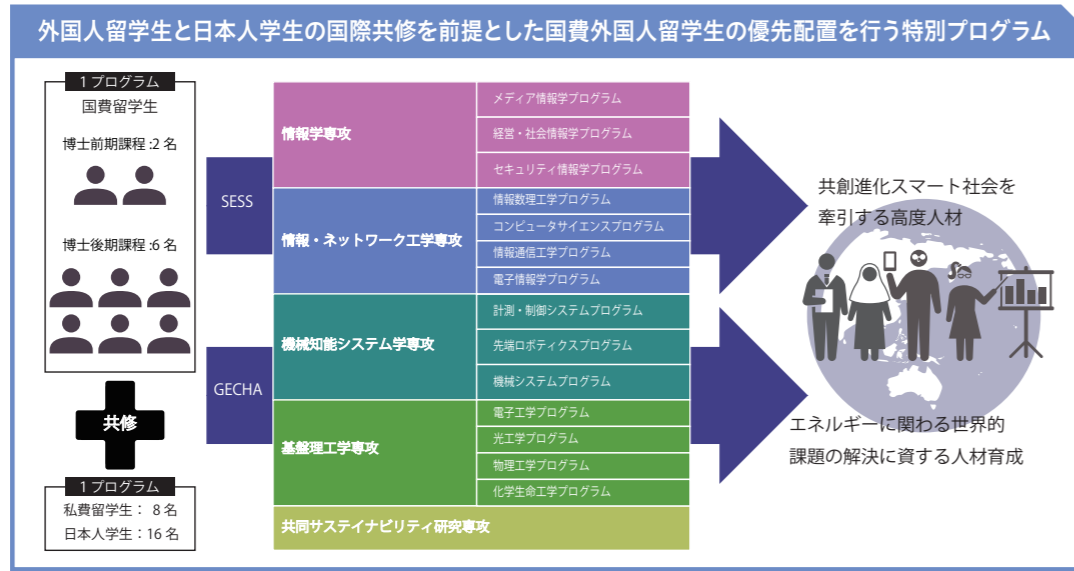 外国人留学生と日本人学生の国際共修を前提とした国費外国人留学生の優先配置を行う特別プログラム
1プログラム
国費留学生
博士前期課程:2名
博士後期課程:6名
共修
1プログラム
私費留学生： 8名
日本人学生：16名
SESS
GECHA
情報学専攻
メディア情報学プログラム
経営・社会情報学プログラム
セキュリティ情報学プログラム
情報・ネットワーク工学専攻
情報数理工学プログラム
コンピュータサイエンスプログラム
情報通信工学プログラム
電子情報学プログラム
機械知能システム学専攻
計測・制御システムプログラム
先端ロボティクスプログラム
機械システムプログラム
基盤理工学専攻
電子工学プログラム
光工学プログラム
物理工学プログラム
化学生命工学プログラム
共同サステイナビリティ研究専攻
共創進化スマート社会を
牽引する高度人材
エネルギーに関わる世界的
課題の解決に資する人材育成